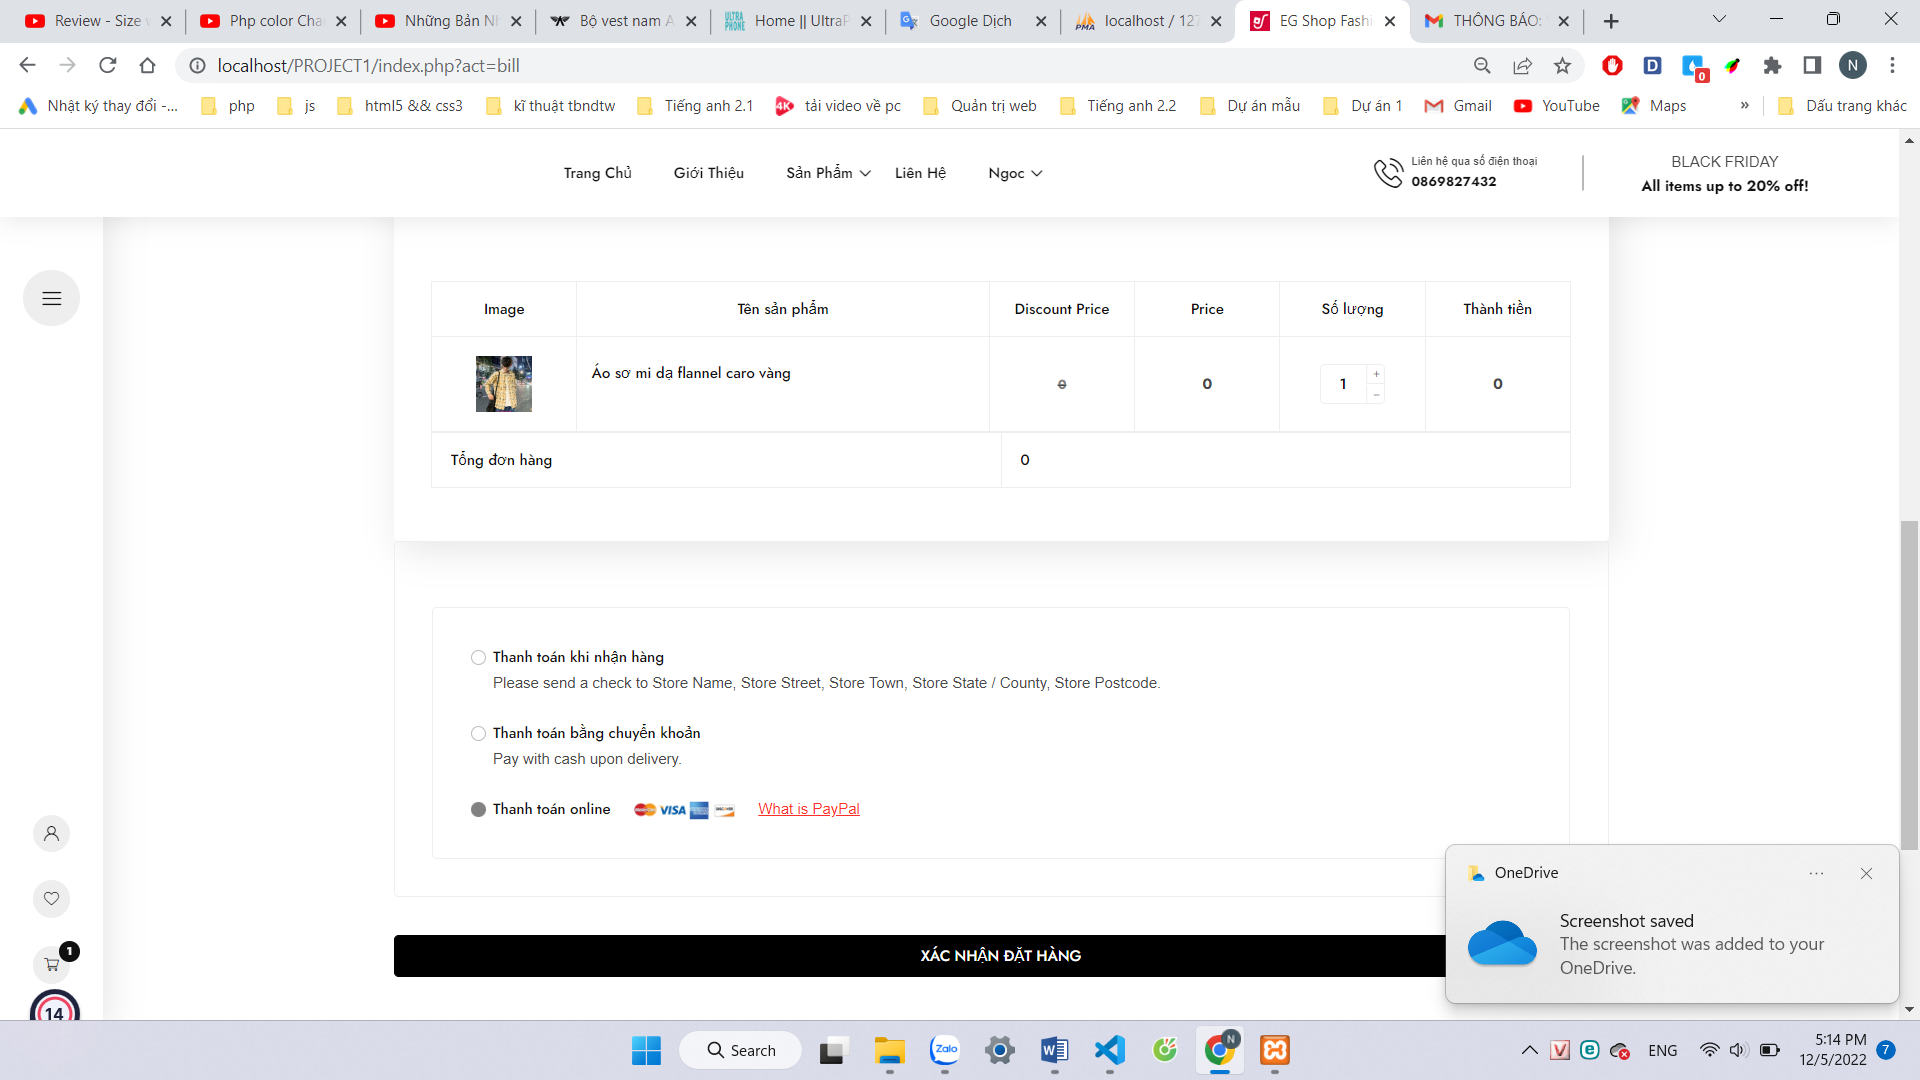 Review - Size
Php color Cha
Những Bản Nh
Bộ vest nam A
Home || UltraP
Google Dịch
localhost / 127
EG Shop Fashi
THÔNG BÁO:
localhost/PROJECT1/index.php?act=bill
N
0
Nhật ký thay đổi -...
php
js
html5 && css3
kĩ thuật tbndtw
Tiếng anh 2.1
tải video về pc
Quản trị web
Tiếng anh 2.2
Dự án mẫu
Dự án 1
Gmail
YouTube
Maps
»
Dấu trang khác
Trang Chủ
Giới Thiệu
Sản Phẩm
Liên Hệ
Ngoc
Liên hệ qua số điện thoại
0869827432
BLACK FRIDAY
All items up to 20% off!
Image
Tên sản phẩm
Discount Price
Price
Số lượng
Thành tiền
Áo sơ mi dạ flannel caro vàng
0
0
1
+
-
0
Tổng đơn hàng
0
Thanh toán khi nhận hàng
Please send a check to Store Name, Store Street, Store Town, Store State / County, Store Postcode.
Thanh toán bằng chuyển khoản
Pay with cash upon delivery.
Thanh toán online
VISA
What is PayPal
XÁC NHẬN ĐẶT HÀNG
1
14
OneDrive
...
Screenshot saved
The screenshot was added to your
OneDrive.
Search
Zalo
N
ENG
5:14 PM
12/5/2022
7